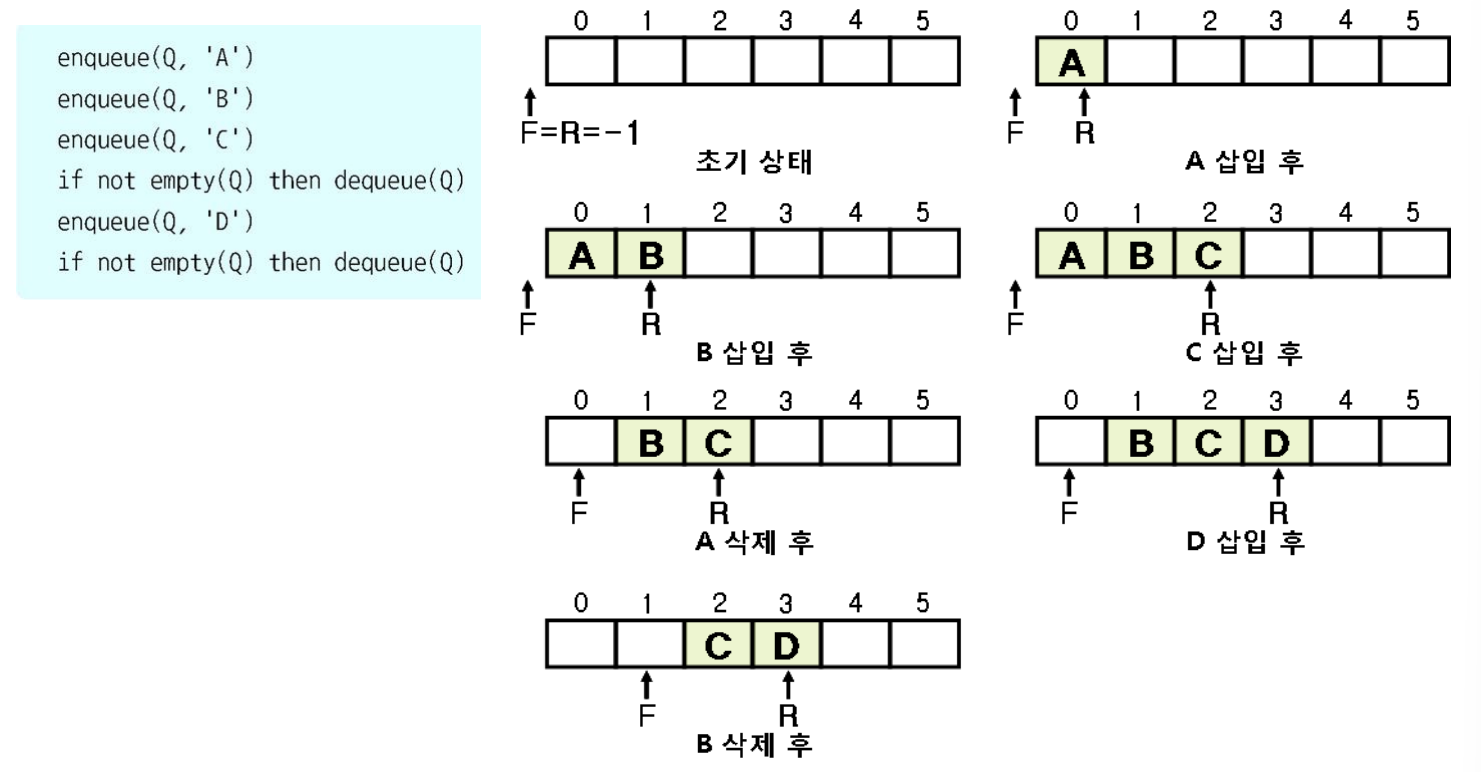 enqueue(Q, 'A')
enqueue(Q, 'B')
enqueue(Q, 'C')
if not empty(Q) then dequeue(Q)
enqueue(Q, 'D')
if not empty(Q) then dequeue(Q)
0 1 2 3 4 5
F=R=-1
초기 상태
0 1 2 3 4 5
A
F R
A 삽입 후
0 1 2 3 4 5
A B
F R
B 삽입 후
0 1 2 3 4 5
A B C
F R
C 삽입 후
0 1 2 3 4 5
B C
F R
A 삭제 후
0 1 2 3 4 5
B C D
F R
D 삽입 후
0 1 2 3 4 5
C D
F R
B 삭제 후